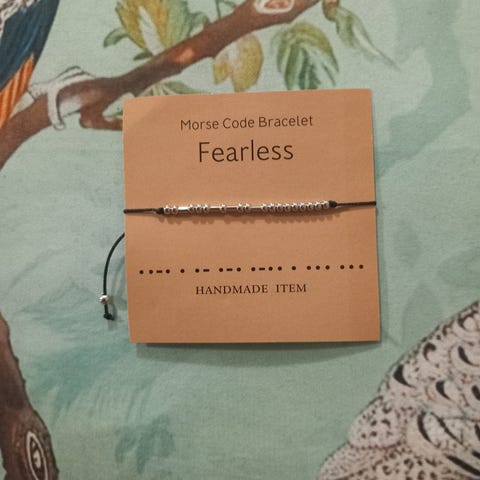 Morse Code Bracelet
Fearless
••–• • •– •–• •–•• • ••• •••
HANDMADE ITEM